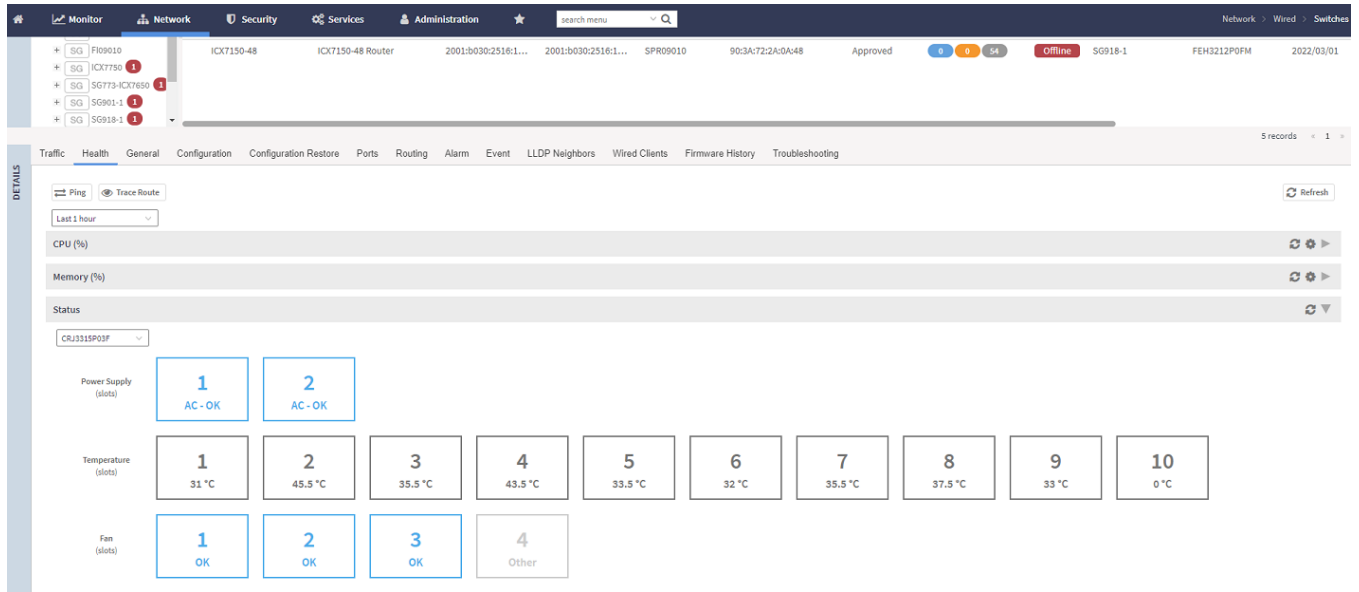 Monitor Network Security Services Administration search menu Network > Wired > Switches
+ SG FI09010 ICX7150-48 ICX7150-48 Router 2001:b030:2516:1... 2001:b030:2516:1... SPR09010 90:3A:72:2A:0A:48 Approved 0 0 54 Offline SG918-1 FEH3212P0FM 2022/03/01
+ SG ICX7750 1
+ SG SG773-ICX7650 1
+ SG SG901-1 1
+ SG SG918-1 1
5 records « 1 »
Traffic Health General Configuration Configuration Restore Ports Routing Alarm Event LLDP Neighbors Wired Clients Firmware History Troubleshooting
DETAILS
Ping Trace Route Refresh
Last 1 hour
CPU (%)
Memory (%)
Status
CRJ3315P03F
Power Supply
(slots)
1 2
AC - OK AC - OK
Temperature
(slots)
1 2 3 4 5 6 7 8 9 10
31 °C 45.5 °C 35.5 °C 43.5 °C 33.5 °C 32 °C 35.5 °C 37.5 °C 33 °C 0 °C
Fan
(slots)
1 2 3 4
OK OK OK Other